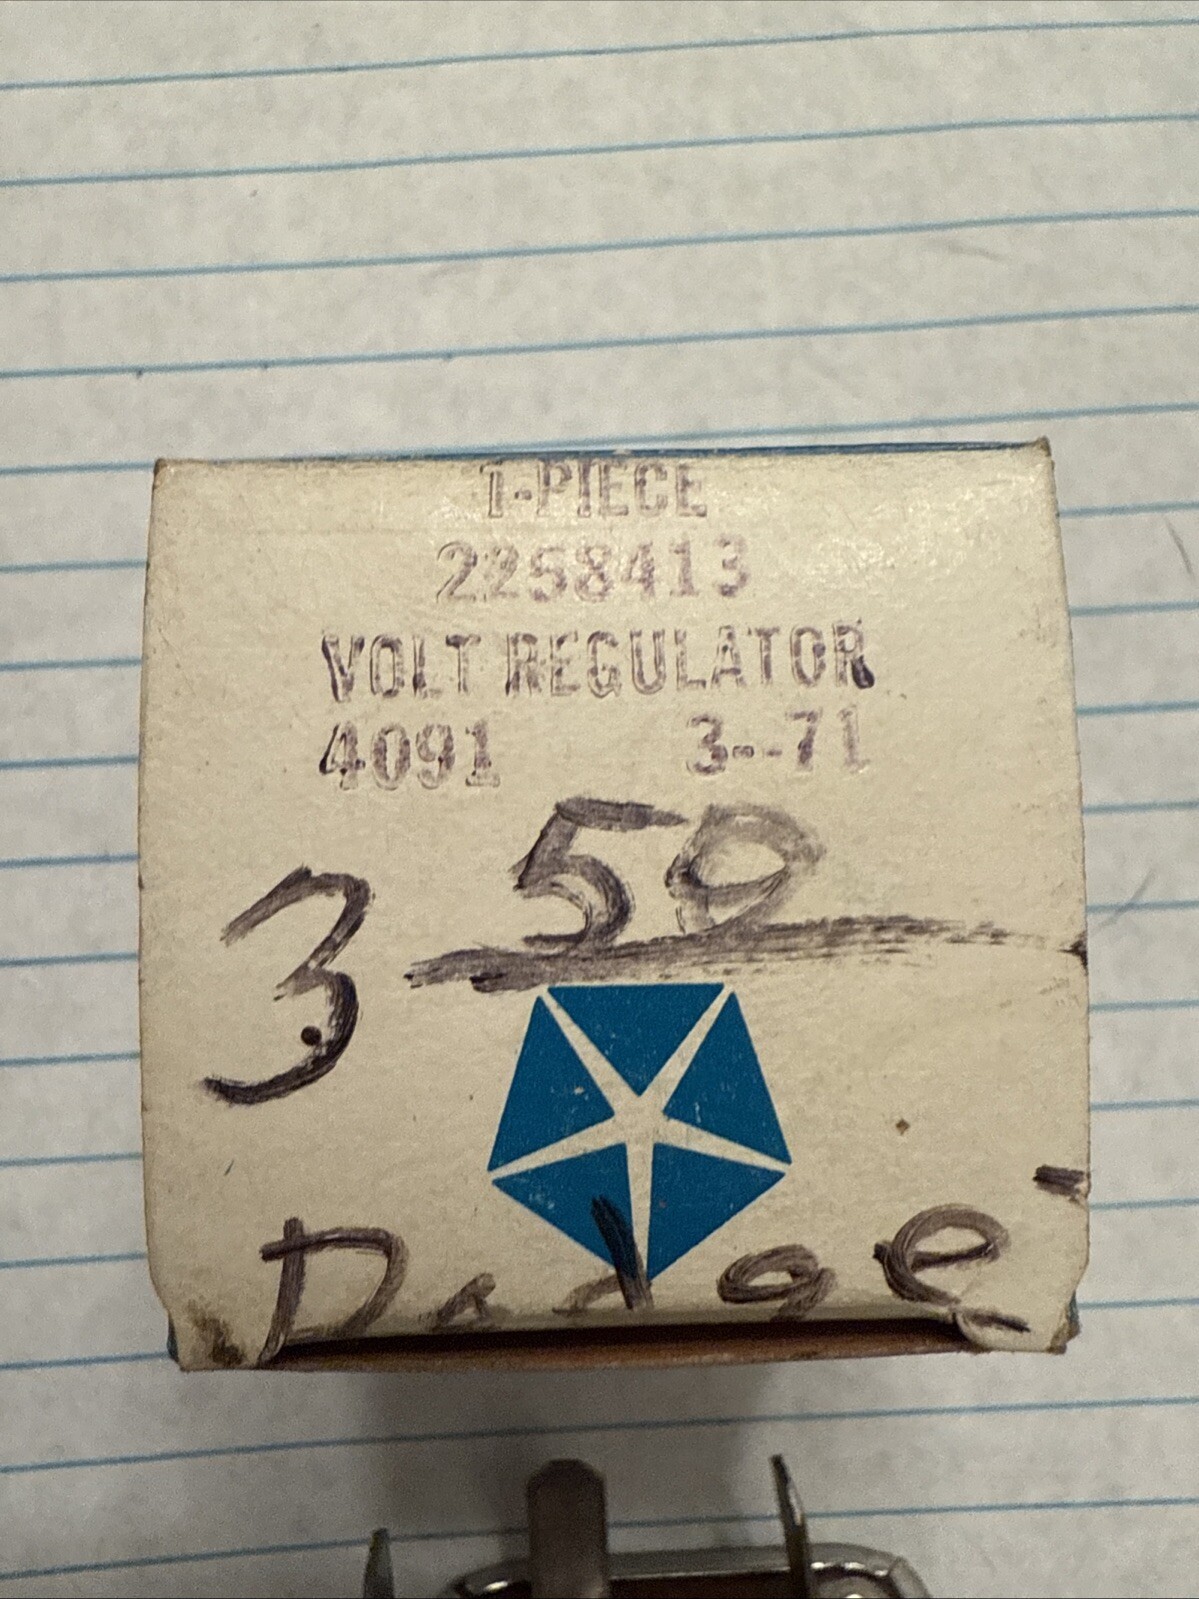 1-PIECE
2258413
VOLT REGULATOR
4091 3--71
3.50
Dodge